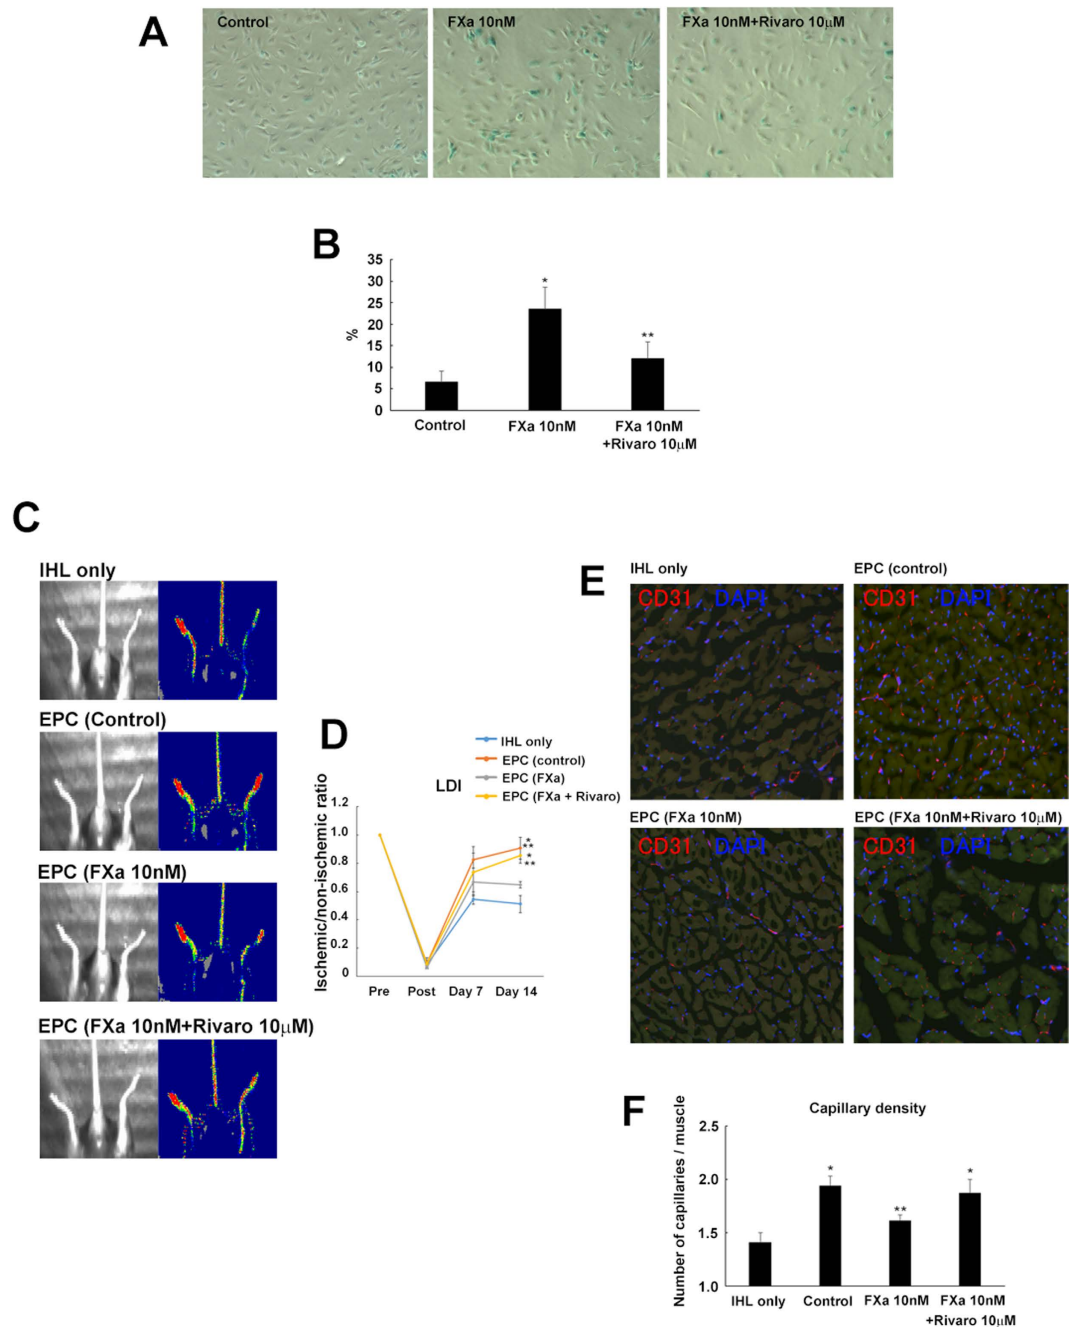 A
Control
FXa 10nM
FXa 10nM+Rivaro 10μM
B
35
30
25
20
15
10
5
0
%
*
**
Control
FXa 10nM
FXa 10nM
+Rivaro 10μM
C
IHL only
EPC (Control)
EPC (FXa 10nM)
EPC (FXa 10nM+Rivaro 10μM)
D
IHL only
EPC (control)
EPC (FXa)
EPC (FXa + Rivaro)
LDI
Ischemic/non-ischemic ratio
1.2
1.0
0.8
0.6
0.4
0.2
0
*
**
*
**
Pre
Post
Day 7
Day 14
E
IHL only
CD31 DAPI
EPC (control)
CD31 DAPI
EPC (FXa 10nM)
CD31 DAPI
EPC (FXa 10nM+Rivaro 10μM)
CD31 DAPI
F
Capillary density
Number of capillaries / muscle
2.5
2.0
1.5
1.0
*
**
*
IHL only
Control
FXa 10nM
FXa 10nM
+Rivaro 10μM